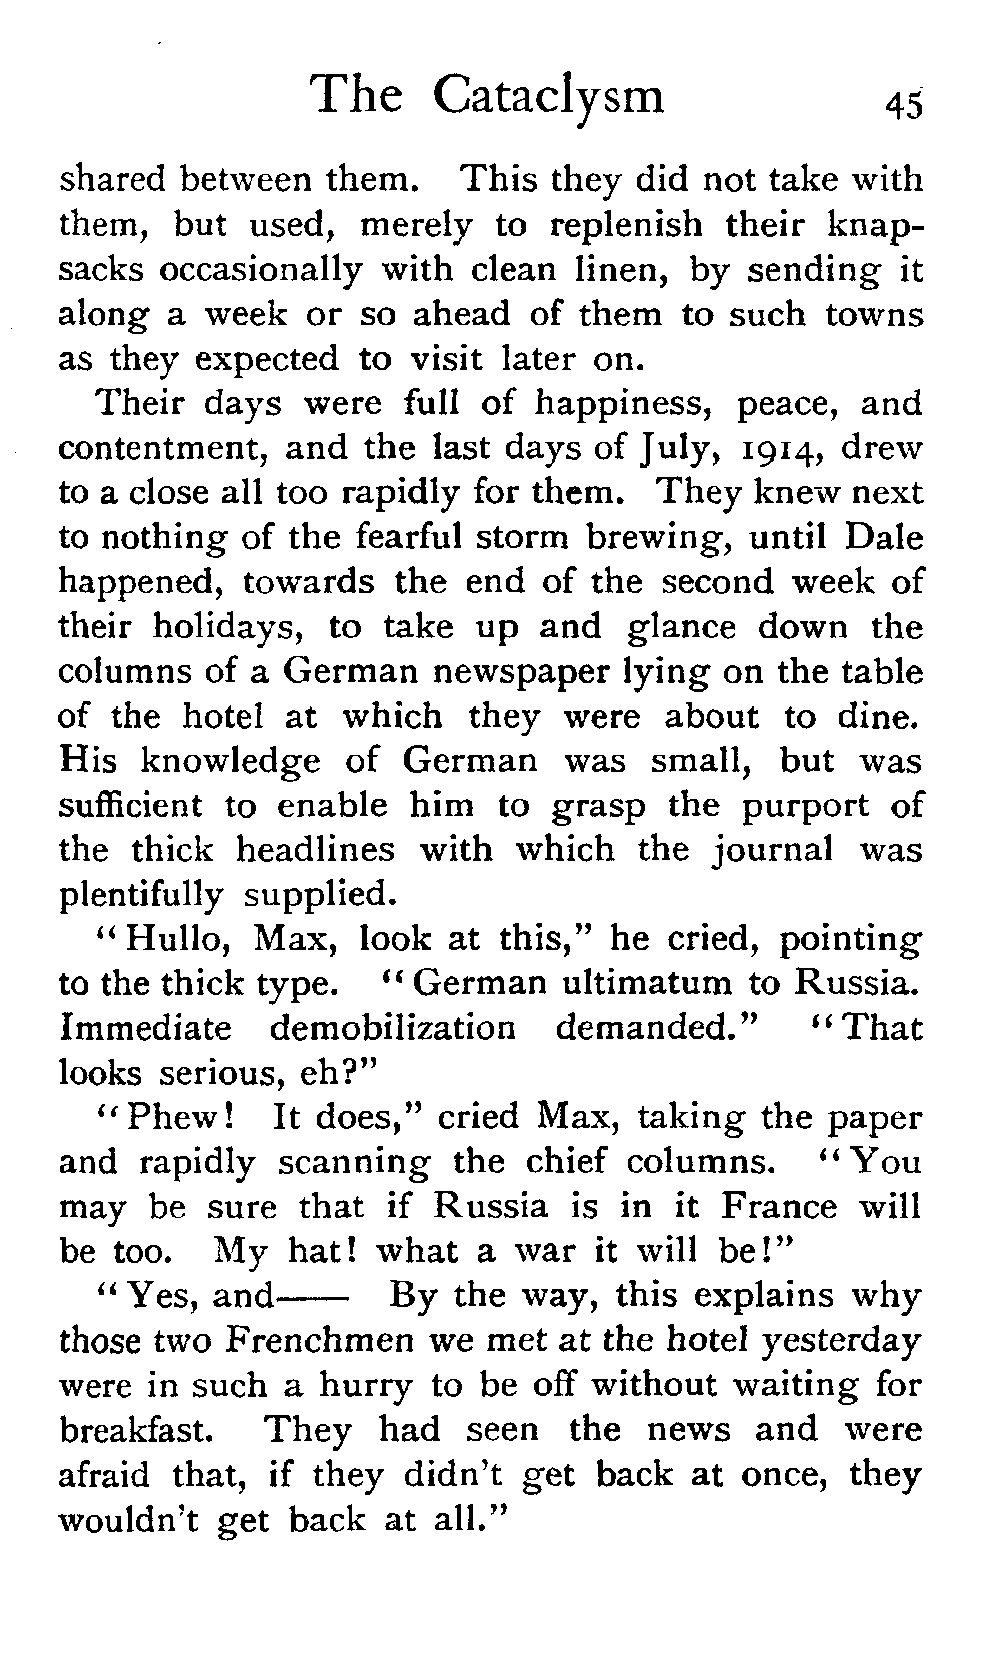 The Cataclysm 45
shared between them. This they did not take with
them, but used, merely to replenish their knap-
sacks occasionally with clean linen, by sending it
along a week or so ahead of them to such towns
as they expected to visit later on.
Their days were full of happiness, peace, and
contentment, and the last days of July, 1914, drew
to a close all too rapidly for them. They knew next
to nothing of the fearful storm brewing, until Dale
happened, towards the end of the second week of
their holidays, to take up and glance down the
columns of a German newspaper lying on the table
of the hotel at which they were about to dine.
His knowledge of German was small, but was
sufficient to enable him to grasp the purport of
the thick headlines with which the journal was
plentifully supplied.
“Hullo, Max, look at this,” he cried, pointing
to the thick type. “German ultimatum to Russia.
Immediate demobilization demanded.” “That
looks serious, eh?”
“Phew! It does,” cried Max, taking the paper
and rapidly scanning the chief columns. “You
may be sure that if Russia is in it France will
be too. My hat! what a war it will be!”
“Yes, and—— By the way, this explains why
those two Frenchmen we met at the hotel yesterday
were in such a hurry to be off without waiting for
breakfast. They had seen the news and were
afraid that, if they didn’t get back at once, they
wouldn’t get back at all.”